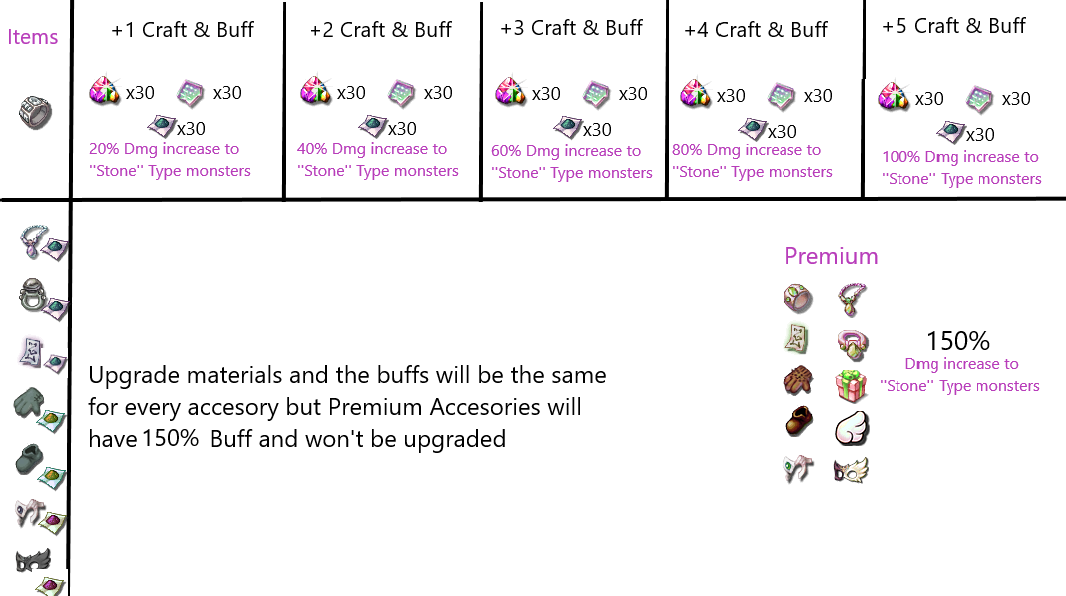 Items
+1 Craft & Buff
+2 Craft & Buff
+3 Craft & Buff
+4 Craft & Buff
+5 Craft & Buff
x30 x30
x30
20% Dmg increase to
"Stone" Type monsters
x30 x30
x30
40% Dmg increase to
"Stone" Type monsters
x30 x30
x30
60% Dmg increase to
"Stone" Type monsters
x30 x30
x30
80% Dmg increase to
"Stone" Type monsters
x30 x30
x30
100% Dmg increase to
"Stone" Type monsters
Upgrade materials and the buffs will be the same
for every accesory but Premium Accesories will
have 150% Buff and won't be upgraded
Premium
150%
Dmg increase to
"Stone" Type monsters